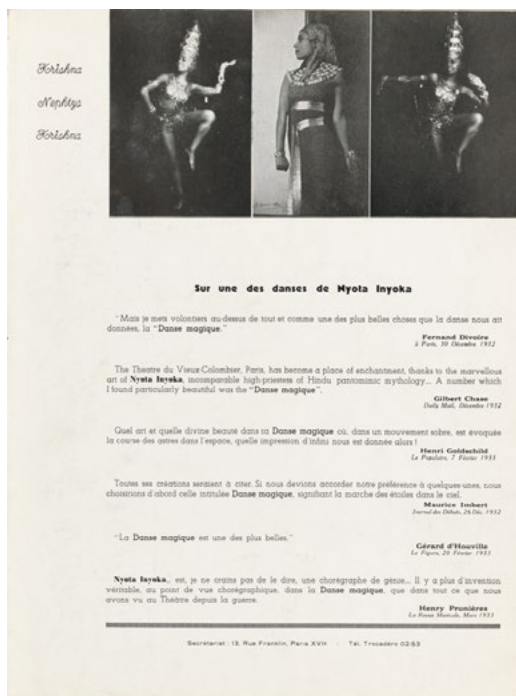 Krishna
Nephtys
Krishna
Sur une des danses de Nyota Inyoka
"Mais je mets volontiers au-dessus de tout et comme une des plus belles choses que la danse nous ait
données, la "Danse magique."
Fernand Divoire
à Paris, 30 Décembre 1932
The Theatre du Vieux-Colombier, Paris, has become a place of enchantment, thanks to the marvellous
art of Nyota Inyoka, incomparable high-priestess of Hindu pantomimic mythology... A number which
I found particularly beautiful was the "Danse magique".
Gilbert Chase
Daily Mail, Décembre 1932
Quel art et quelle divine beauté dans sa Danse magique où, dans un mouvement sobre, est évoquée
la course des astres dans l'espace, quelle impression d'infini nous est donnée alors !
Henri Goldschild
Le Populaire, 7 Février 1933
Toutes ses créations seraient à citer. Si nous devions accorder notre préférence à quelques-unes, nous
choisirions d'abord celle intitulée Danse magique, signifiant la marche des étoiles dans le ciel.
Maurice Imbert
Journal des Débats, 26 Déc. 1932
"La Danse magique est une des plus belles."
Gérard d'Houville
Le Figaro, 20 Février 1933
Nyota Inyoka.. est, je ne crains pas de le dire, une chorégraphe de génie... Il y a plus d'invention
véritable, au point de vue chorégraphique, dans la Danse magique, que dans tout ce que nous
avons vu au Théâtre depuis la guerre.
Henry Prunières
La Revue Musicale, Mars 1933
Secrétariat : 13, Rue Franklin, Paris XVIe - Tél. Trocadéro 02-53